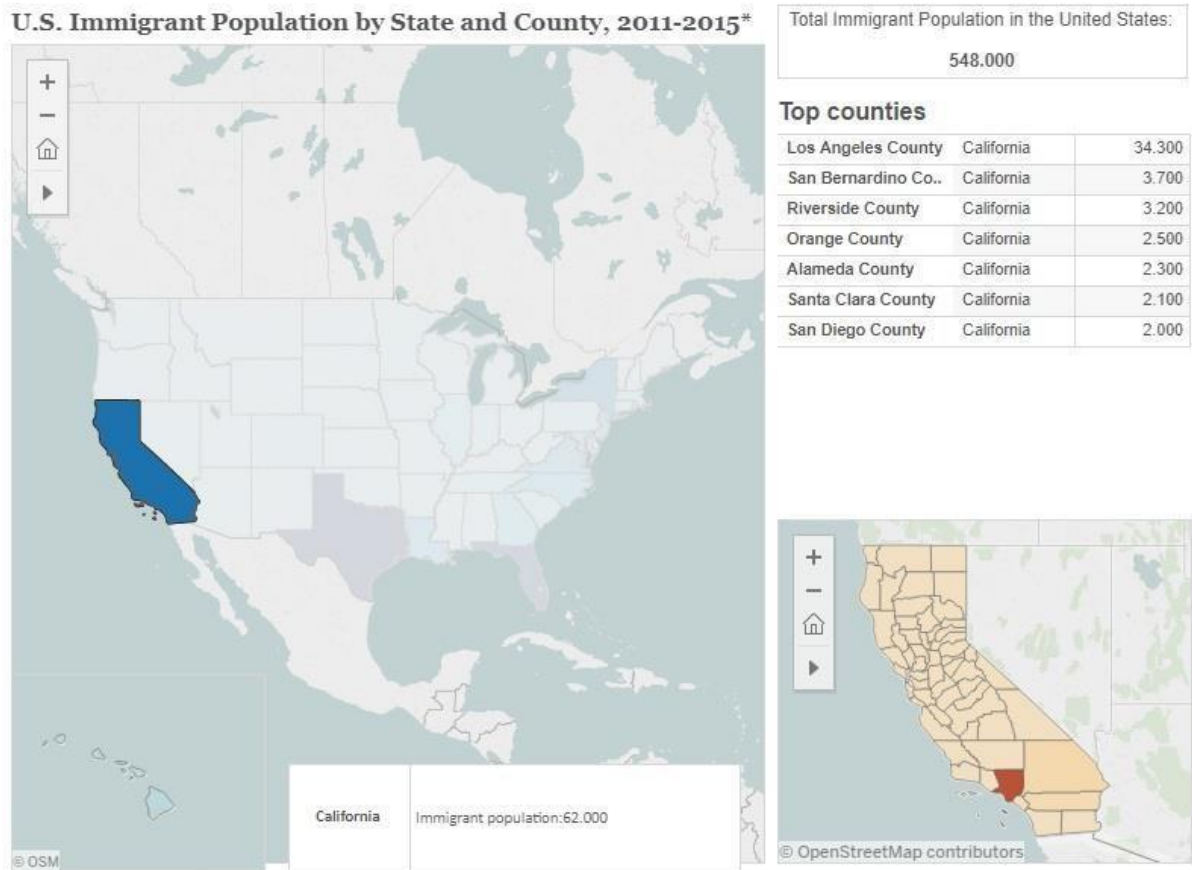 U.S. Immigrant Population by State and County, 2011-2015*
Total Immigrant Population in the United States:
548.000
Top counties
Los Angeles County California 34.300
San Bernardino Co.. California 3.700
Riverside County California 3.200
Orange County California 2.500
Alameda County California 2.300
Santa Clara County California 2.100
San Diego County California 2.000
California Immigrant population:62.000
© OSM
© OpenStreetMap contributors